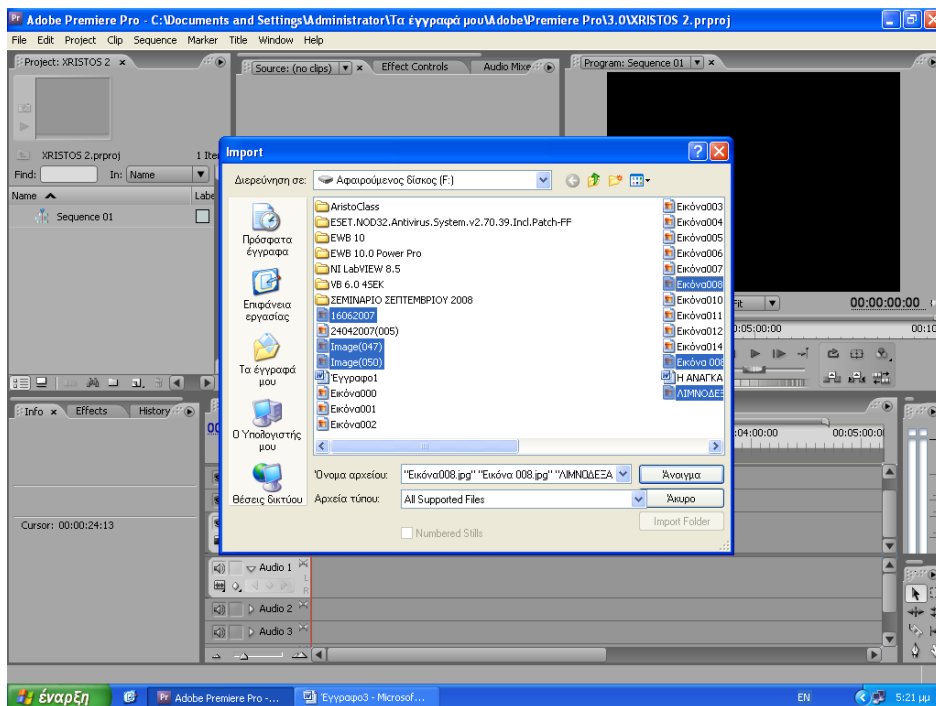 Adobe Premiere Pro - C:\Documents and Settings\Administrator\Τα έγγραφά μου\Adobe\Premiere Pro\3.0\XRISTOS 2.prproj
File Edit Project Clip Sequence Marker Title Window Help
Project: XRISTOS 2
Source: (no clips)
Effect Controls
Audio Mixe
Program: Sequence 01
XRISTOS 2.prproj
1 Ite
Find:
In: Name
Name
Labe
Sequence 01
Import
Διερεύνηση σε:
Αφαιρούμενος δίσκος (F:)
Πρόσφατα έγγραφα
Επιφάνεια εργασίας
Τα έγγραφά μου
Ο Υπολογιστής μου
Θέσεις δικτύου
AristoClass
ESET.NOD32.Antivirus.System.v2.70.39.Incl.Patch-FF
EWB 10
EWB 10.0 Power Pro
NI LabVIEW 8.5
VB 6.0 4SEK
ΣΕΜΙΝΑΡΙΟ ΣΕΠΤΕΜΒΡΙΟΥ 2008
16062007
24042007(005)
Image(047)
Image(050)
Έγγραφο1
Εικόνα000
Εικόνα001
Εικόνα002
Εικόνα003
Εικόνα004
Εικόνα005
Εικόνα006
Εικόνα007
Εικόνα008
Εικόνα010
Εικόνα011
Εικόνα012
Εικόνα014
Εικόνα 008
Η ΑΝΑΓΚΑ
ΛΙΜΝΟΔΕΞ
Όνομα αρχείου:
"Εικόνα008.jpg" "Εικόνα 008.jpg" "ΛΙΜΝΟΔΕΞΑ
Άνοιγμα
Αρχεία τύπου:
All Supported Files
Άκυρο
Numbered Stills
Import Folder
Fit
00:00:00:00
0:05:00:00
00:10
Info
Effects
History
00
:04:00:00
00:05:00:0
Cursor: 00:00:24:13
Audio 1
L
R
Audio 2
Audio 3
έναρξη
Adobe Premiere Pro -...
Έγγραφο3 - Microsof...
EN
5:21 μμ